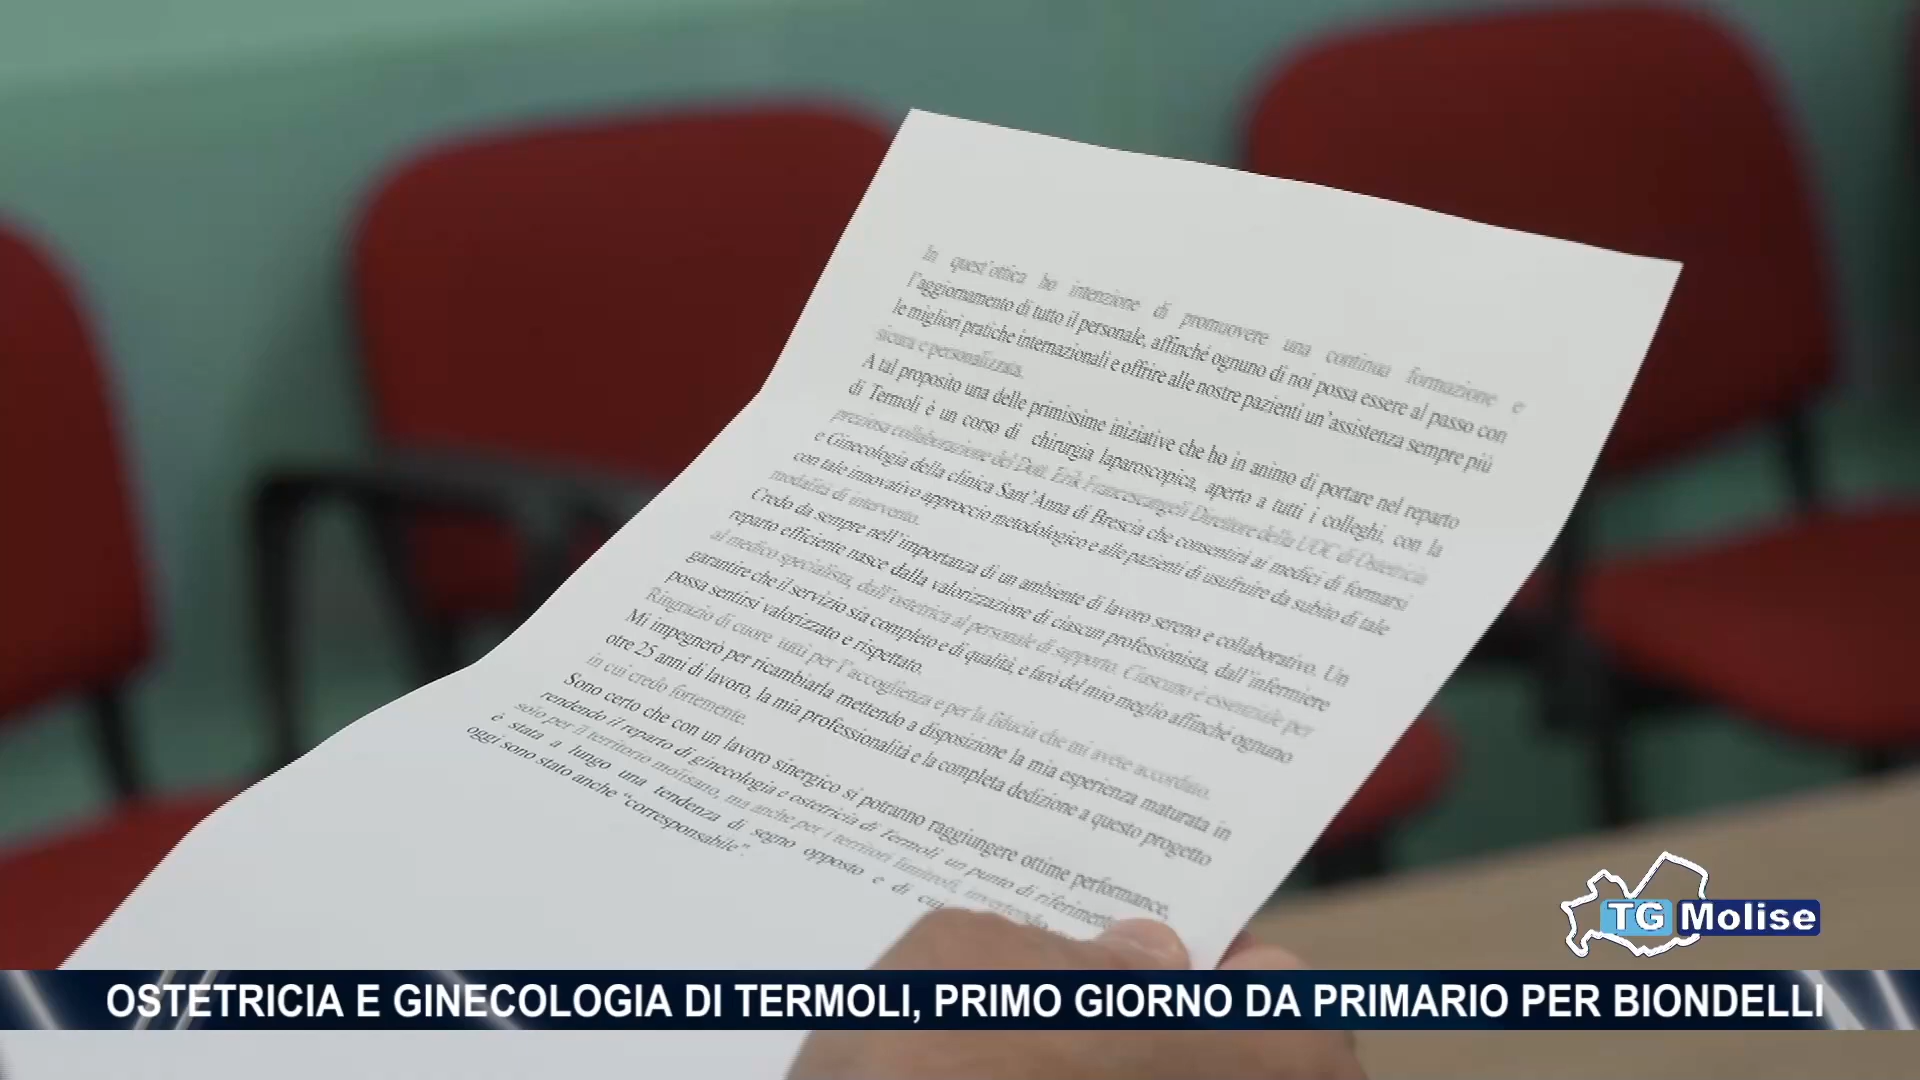 In quest'ottica ho intenzione di promuovere una continua formazione e
l'aggiornamento di tutto il personale, affinché ognuno di noi possa essere al passo con
le migliori pratiche internazionali e offrire alle nostre pazienti un'assistenza sempre più
sicura e personalizzata.
A tal proposito una delle primissime iniziative che ho in animo di portare nel reparto
di Termoli è un corso di chirurgia laparoscopica, aperto a tutti i colleghi, con la
preziosa collaborazione del Dott. Erik Francescangeli Direttore della UOC di Ostetricia
e Ginecologia della clinica Sant'Anna di Brescia che consentirà ai medici di formarsi
con tale innovativo approccio metodologico e alle pazienti di usufruire da subito di tale
modalità di intervento.
Credo da sempre nell'importanza di un ambiente di lavoro sereno e collaborativo. Un
reparto efficiente nasce dalla valorizzazione di ciascun professionista, dall'infermiere
al medico specialista, dall'ostetrica al personale di supporto. Ciascuno è essenziale per
garantire che il servizio sia completo e di qualità, e farò del mio meglio affinché ognuno
possa sentirsi valorizzato e rispettato.
Ringrazio di cuore tutti per l'accoglienza e per la fiducia che mi avete accordato.
Mi impegnerò per ricambiarla mettendo a disposizione la mia esperienza maturata in
otre 25 anni di lavoro, la mia professionalità e la completa dedizione a questo progetto
in cui credo fortemente.
Sono certo che con un lavoro sinergico si potranno raggiungere ottime performance,
rendendo il reparto di ginecologia e ostetricia di Termoli un punto di riferimento
solo per il territorio molisano, ma anche per i territori limitrofi, invertendo
è stata a lungo una tendenza di segno opposto e di cui
oggi sono stato anche "corresponsabile".
TG Molise
OSTETRICIA E GINECOLOGIA DI TERMOLI, PRIMO GIORNO DA PRIMARIO PER BIONDELLI